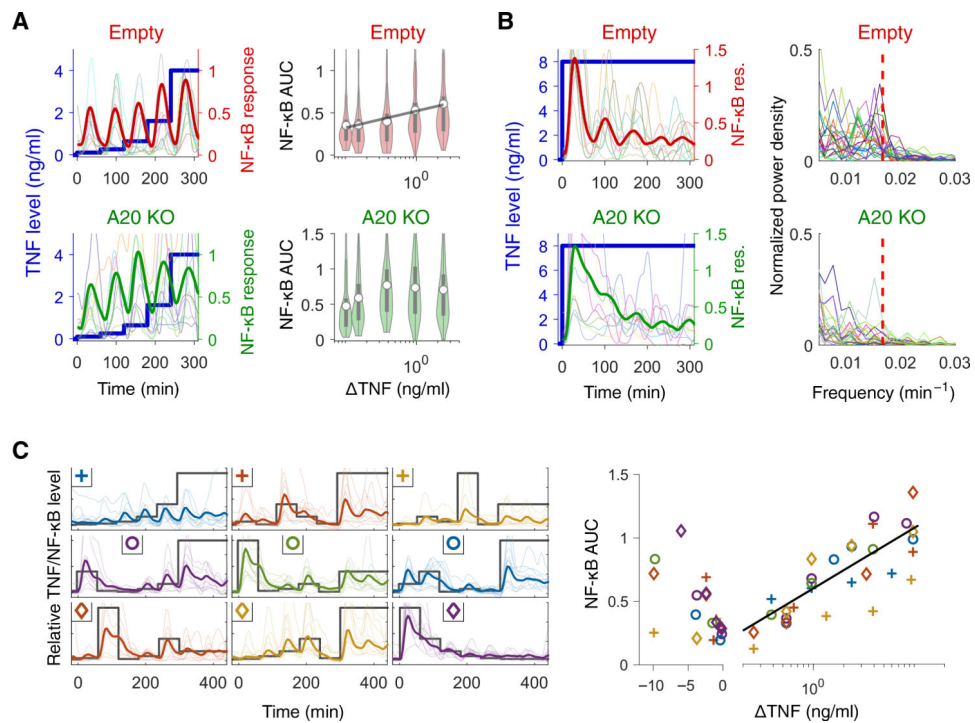 A
Empty
TNF level (ng/ml)
4
2
0
1
0.5
0
NF-κB response
0 100 200 300
Empty
NF-κB AUC
1
0.5
0
10⁰
A20 KO
4
2
0
1
0.5
0
NF-κB response
0 100 200 300
Time (min)
A20 KO
NF-κB AUC
1.5
1
0.5
0
10⁰
ΔTNF (ng/ml)
B
Empty
TNF level (ng/ml)
8
6
4
2
0
1.5
1
0.5
0
NF-κB res.
0 100 200 300
Empty
Normalized power density
0.5
0
0.01 0.02 0.03
A20 KO
8
6
4
2
0
1
0.5
0
NF-κB res.
0 100 200 300
Time (min)
A20 KO
0.5
0
0.01 0.02 0.03
Frequency (min⁻¹)
C
Relative TNF/NF-κB level
0 200 400
0 200 400
0 200 400
Time (min)
NF-κB AUC
1.5
1
0.5
0
−10 −5 0
10⁰
ΔTNF (ng/ml)